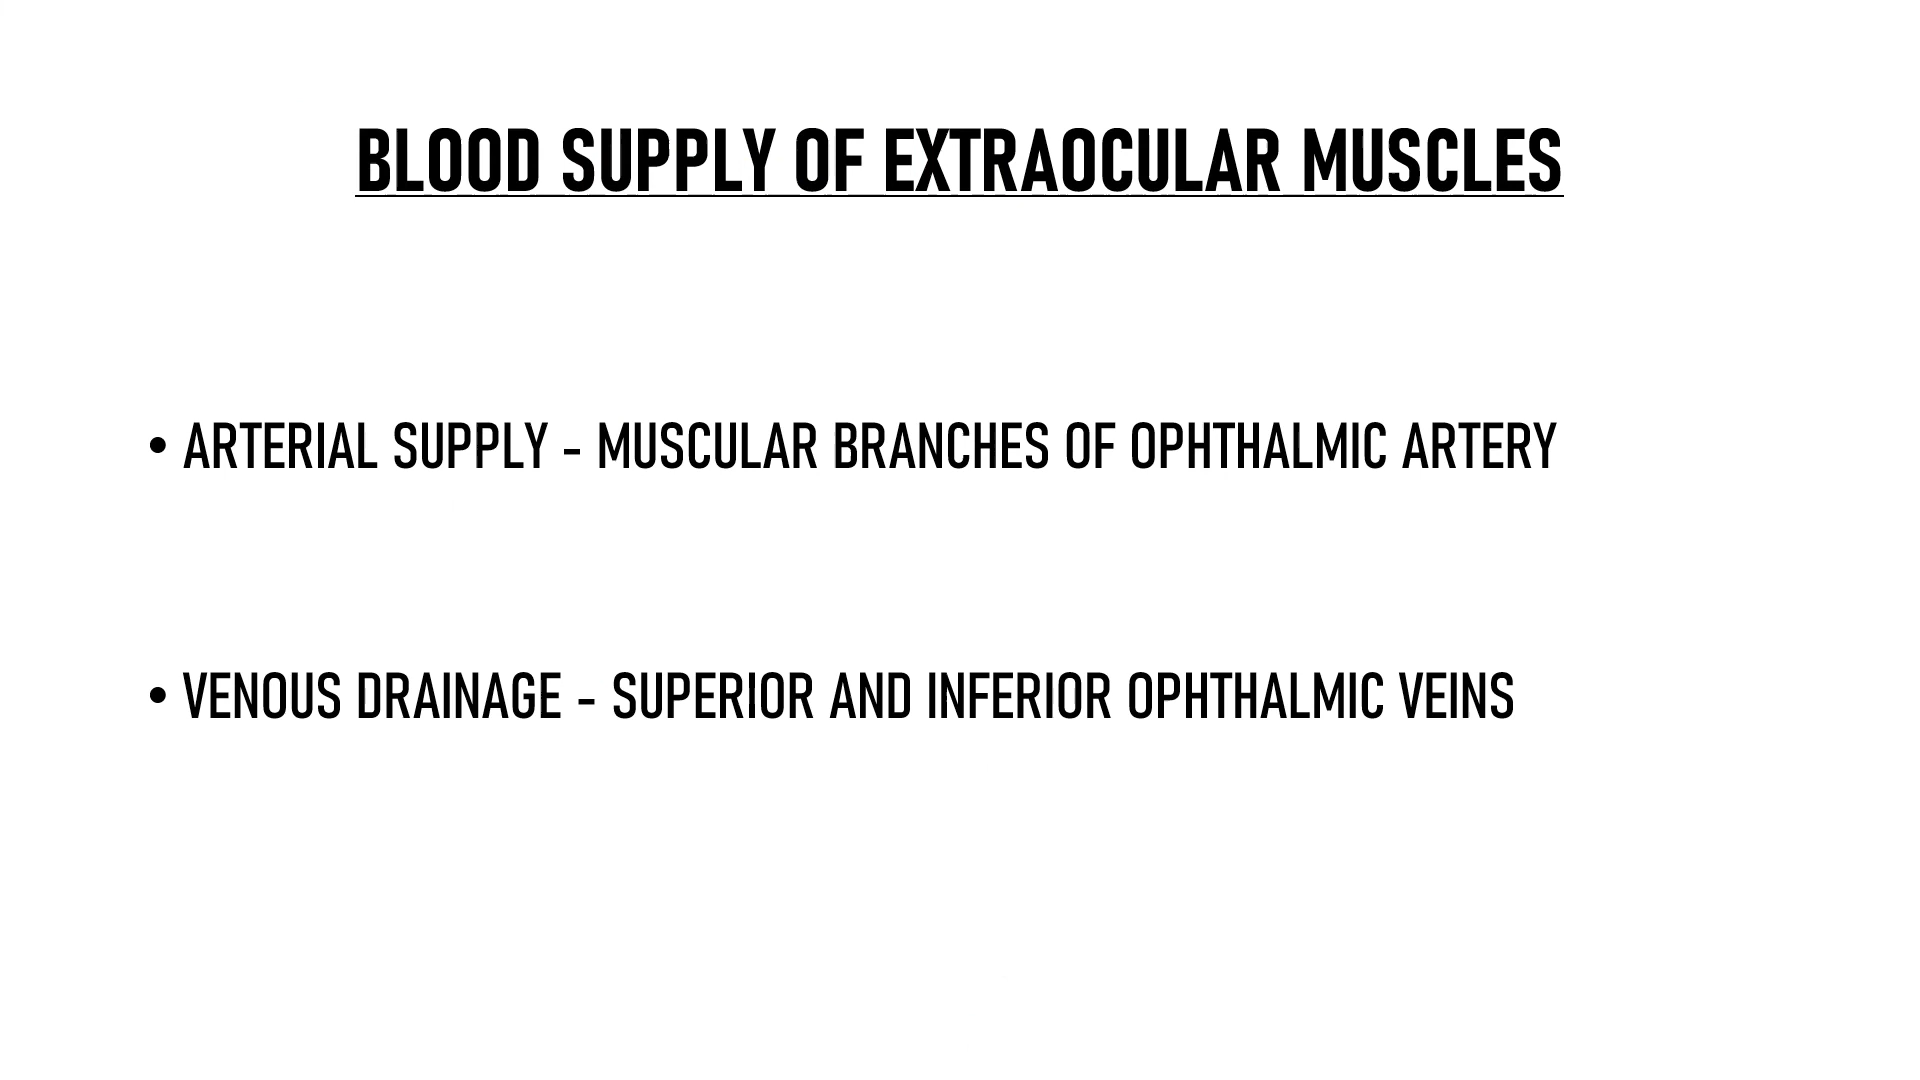 BLOOD SUPPLY OF EXTRAOCULAR MUSCLES
• ARTERIAL SUPPLY - MUSCULAR BRANCHES OF OPHTHALMIC ARTERY
• VENOUS DRAINAGE - SUPERIOR AND INFERIOR OPHTHALMIC VEINS